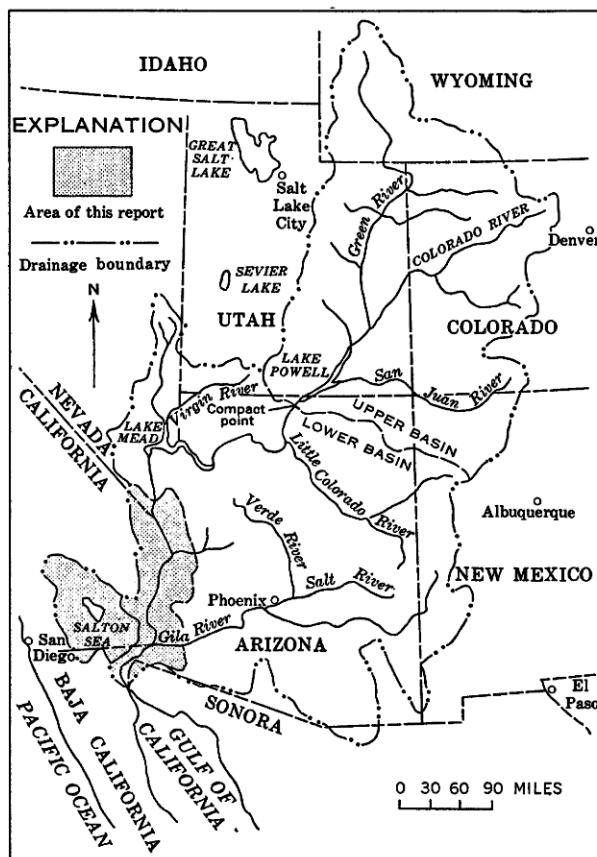 IDAHO
WYOMING
EXPLANATION
Area of this report
Drainage boundary
N
GREAT
SALT
LAKE
Salt
Lake
City
Green River
COLORADO RIVER
Denver
SEVIER
LAKE
UTAH
COLORADO
LAKE
POWELL
San Juan River
NEVADA
CALIFORNIA
LAKE
MEAD
Virgin River
Compact
point
UPPER BASIN
LOWER BASIN
Little Colorado River
Verde River
Albuquerque
NEW MEXICO
Phoenix
Salt River
SALTON
SEA
San
Diego
Gila River
ARIZONA
El
Paso
SONORA
BAJA CALIFORNIA
GULF OF
CALIFORNIA
PACIFIC OCEAN
0 30 60 90 MILES